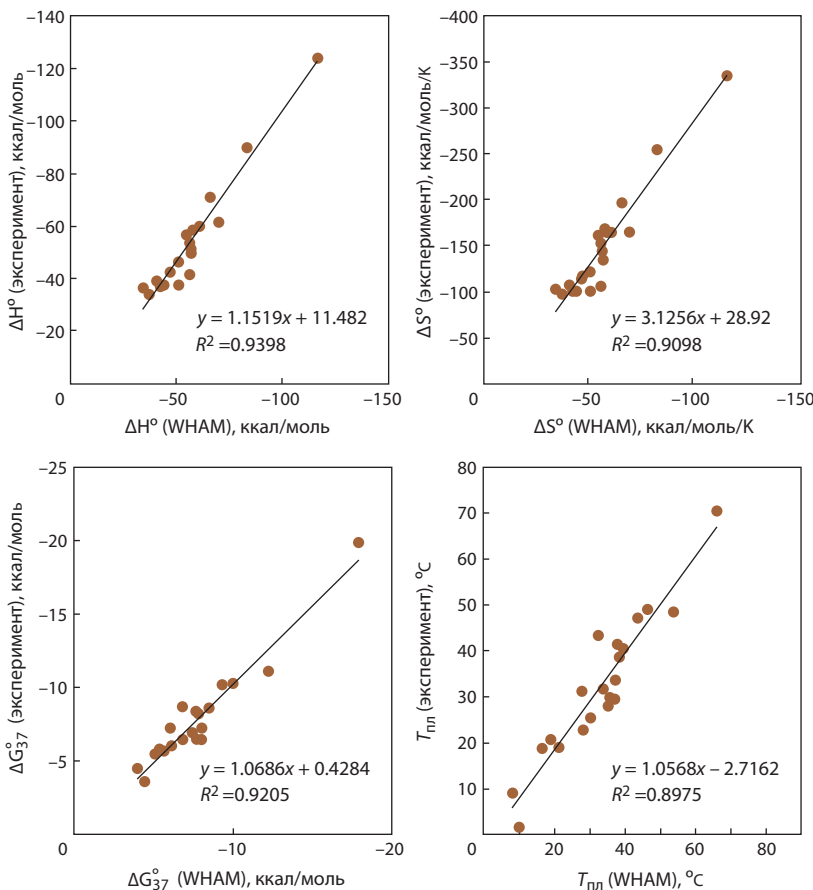 –140
–120
–100
–80
–60
–40
–20
0
–50
–100
–150
ΔH° (эксперимент), ккал/моль
y = 1.1519x + 11.482
R² =0.9398
ΔH° (WHAM), ккал/моль
–400
–350
–300
–250
–200
–150
–100
–50
0
–50
–100
–150
ΔS° (эксперимент), ккал/моль/K
y = 3.1256x + 28.92
R² =0.9098
ΔS° (WHAM), ккал/моль/K
–25
–20
–15
–10
–5
0
–10
–20
ΔG°37 (эксперимент), ккал/моль
y = 1.0686x + 0.4284
R² =0.9205
ΔG°37 (WHAM), ккал/моль
80
70
60
50
40
30
20
10
0
20
40
60
80
Tпл (эксперимент), °C
y = 1.0568x – 2.7162
R² =0.8975
Tпл (WHAM), °C